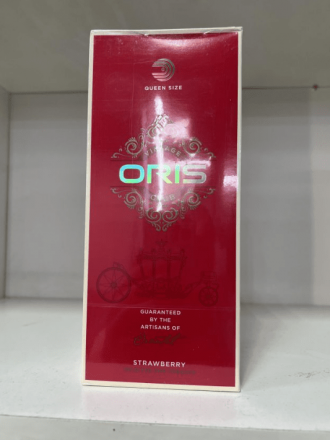 QUEEN SIZE
ORIS
GUARANTEED
BY THE
ARTISANS OF
STRAWBERRY